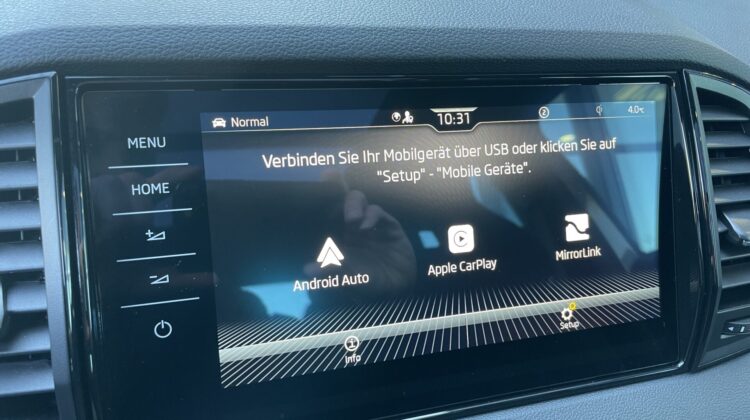 Normal
10:31
2
4.0°C
MENU
HOME
Verbinden Sie Ihr Mobilgerät über USB oder klicken Sie auf
"Setup" - "Mobile Geräte".
Android Auto
Apple CarPlay
MirrorLink
Info
Setup